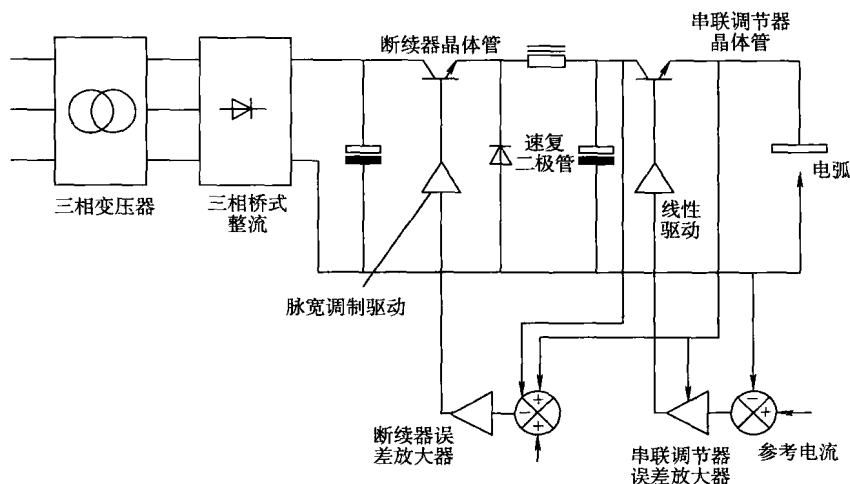 断续器晶体管
串联调节器
晶体管
三相变压器
三相桥式
整流
速复
二极管
线性
驱动
电弧
脉宽调制驱动
断续器误
差放大器
串联调节器
误差放大器
参考电流
+
−
+
−
+